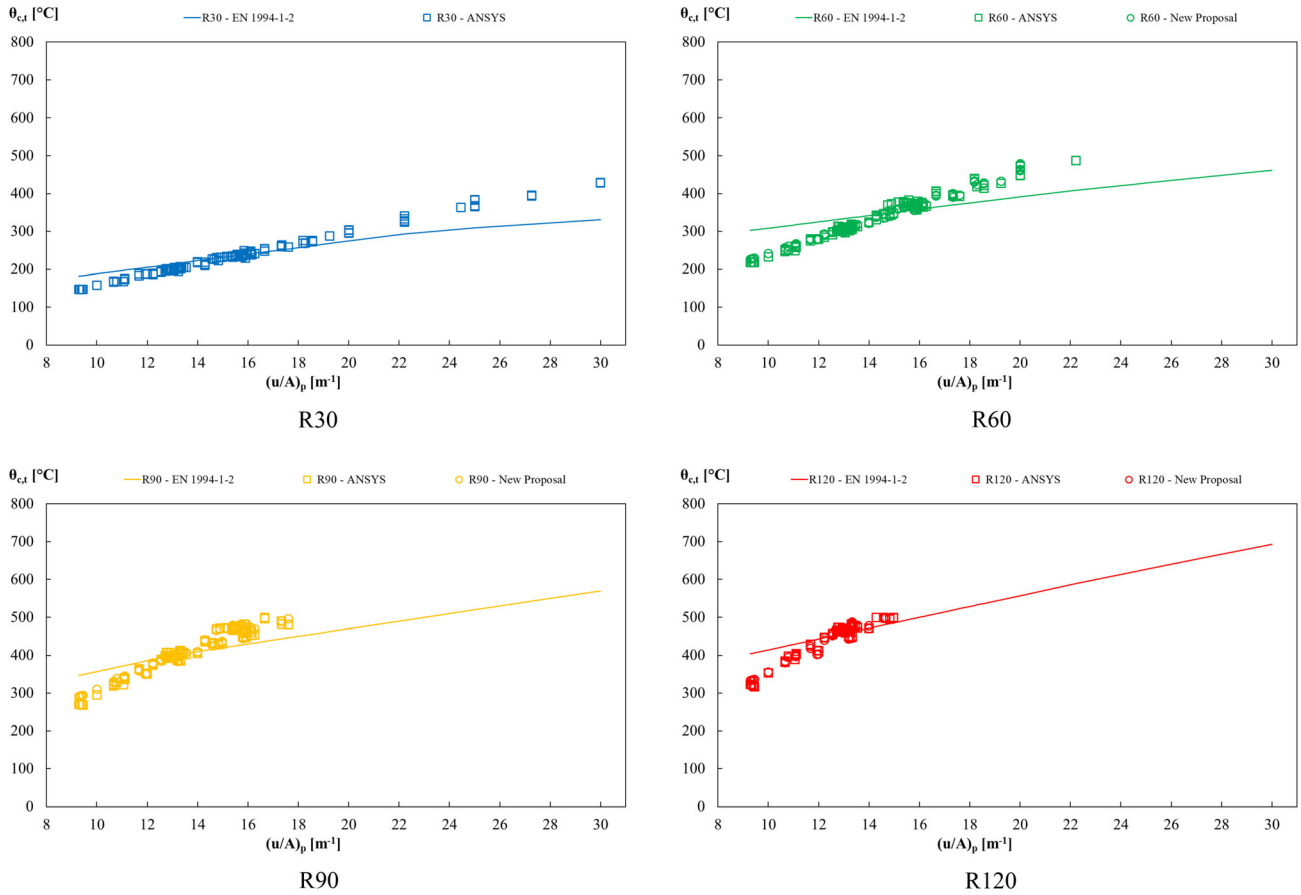 θc,t [°C]
R30 - EN 1994-1-2
R30 - ANSYS
800
700
600
500
400
300
200
100
0
8 10 12 14 16 18 20 22 24 26 28 30
(u/A)p [m-1]
R30
θc,t [°C]
R60 - EN 1994-1-2
R60 - ANSYS
R60 - New Proposal
800
700
600
500
400
300
200
100
0
8 10 12 14 16 18 20 22 24 26 28 30
(u/A)p [m-1]
R60
θc,t [°C]
R90 - EN 1994-1-2
R90 - ANSYS
R90 - New Proposal
800
700
600
500
400
300
200
100
0
8 10 12 14 16 18 20 22 24 26 28 30
(u/A)p [m-1]
R90
θc,t [°C]
R120 - EN 1994-1-2
R120 - ANSYS
R120 - New Proposal
800
700
600
500
400
300
200
100
0
8 10 12 14 16 18 20 22 24 26 28 30
(u/A)p [m-1]
R120